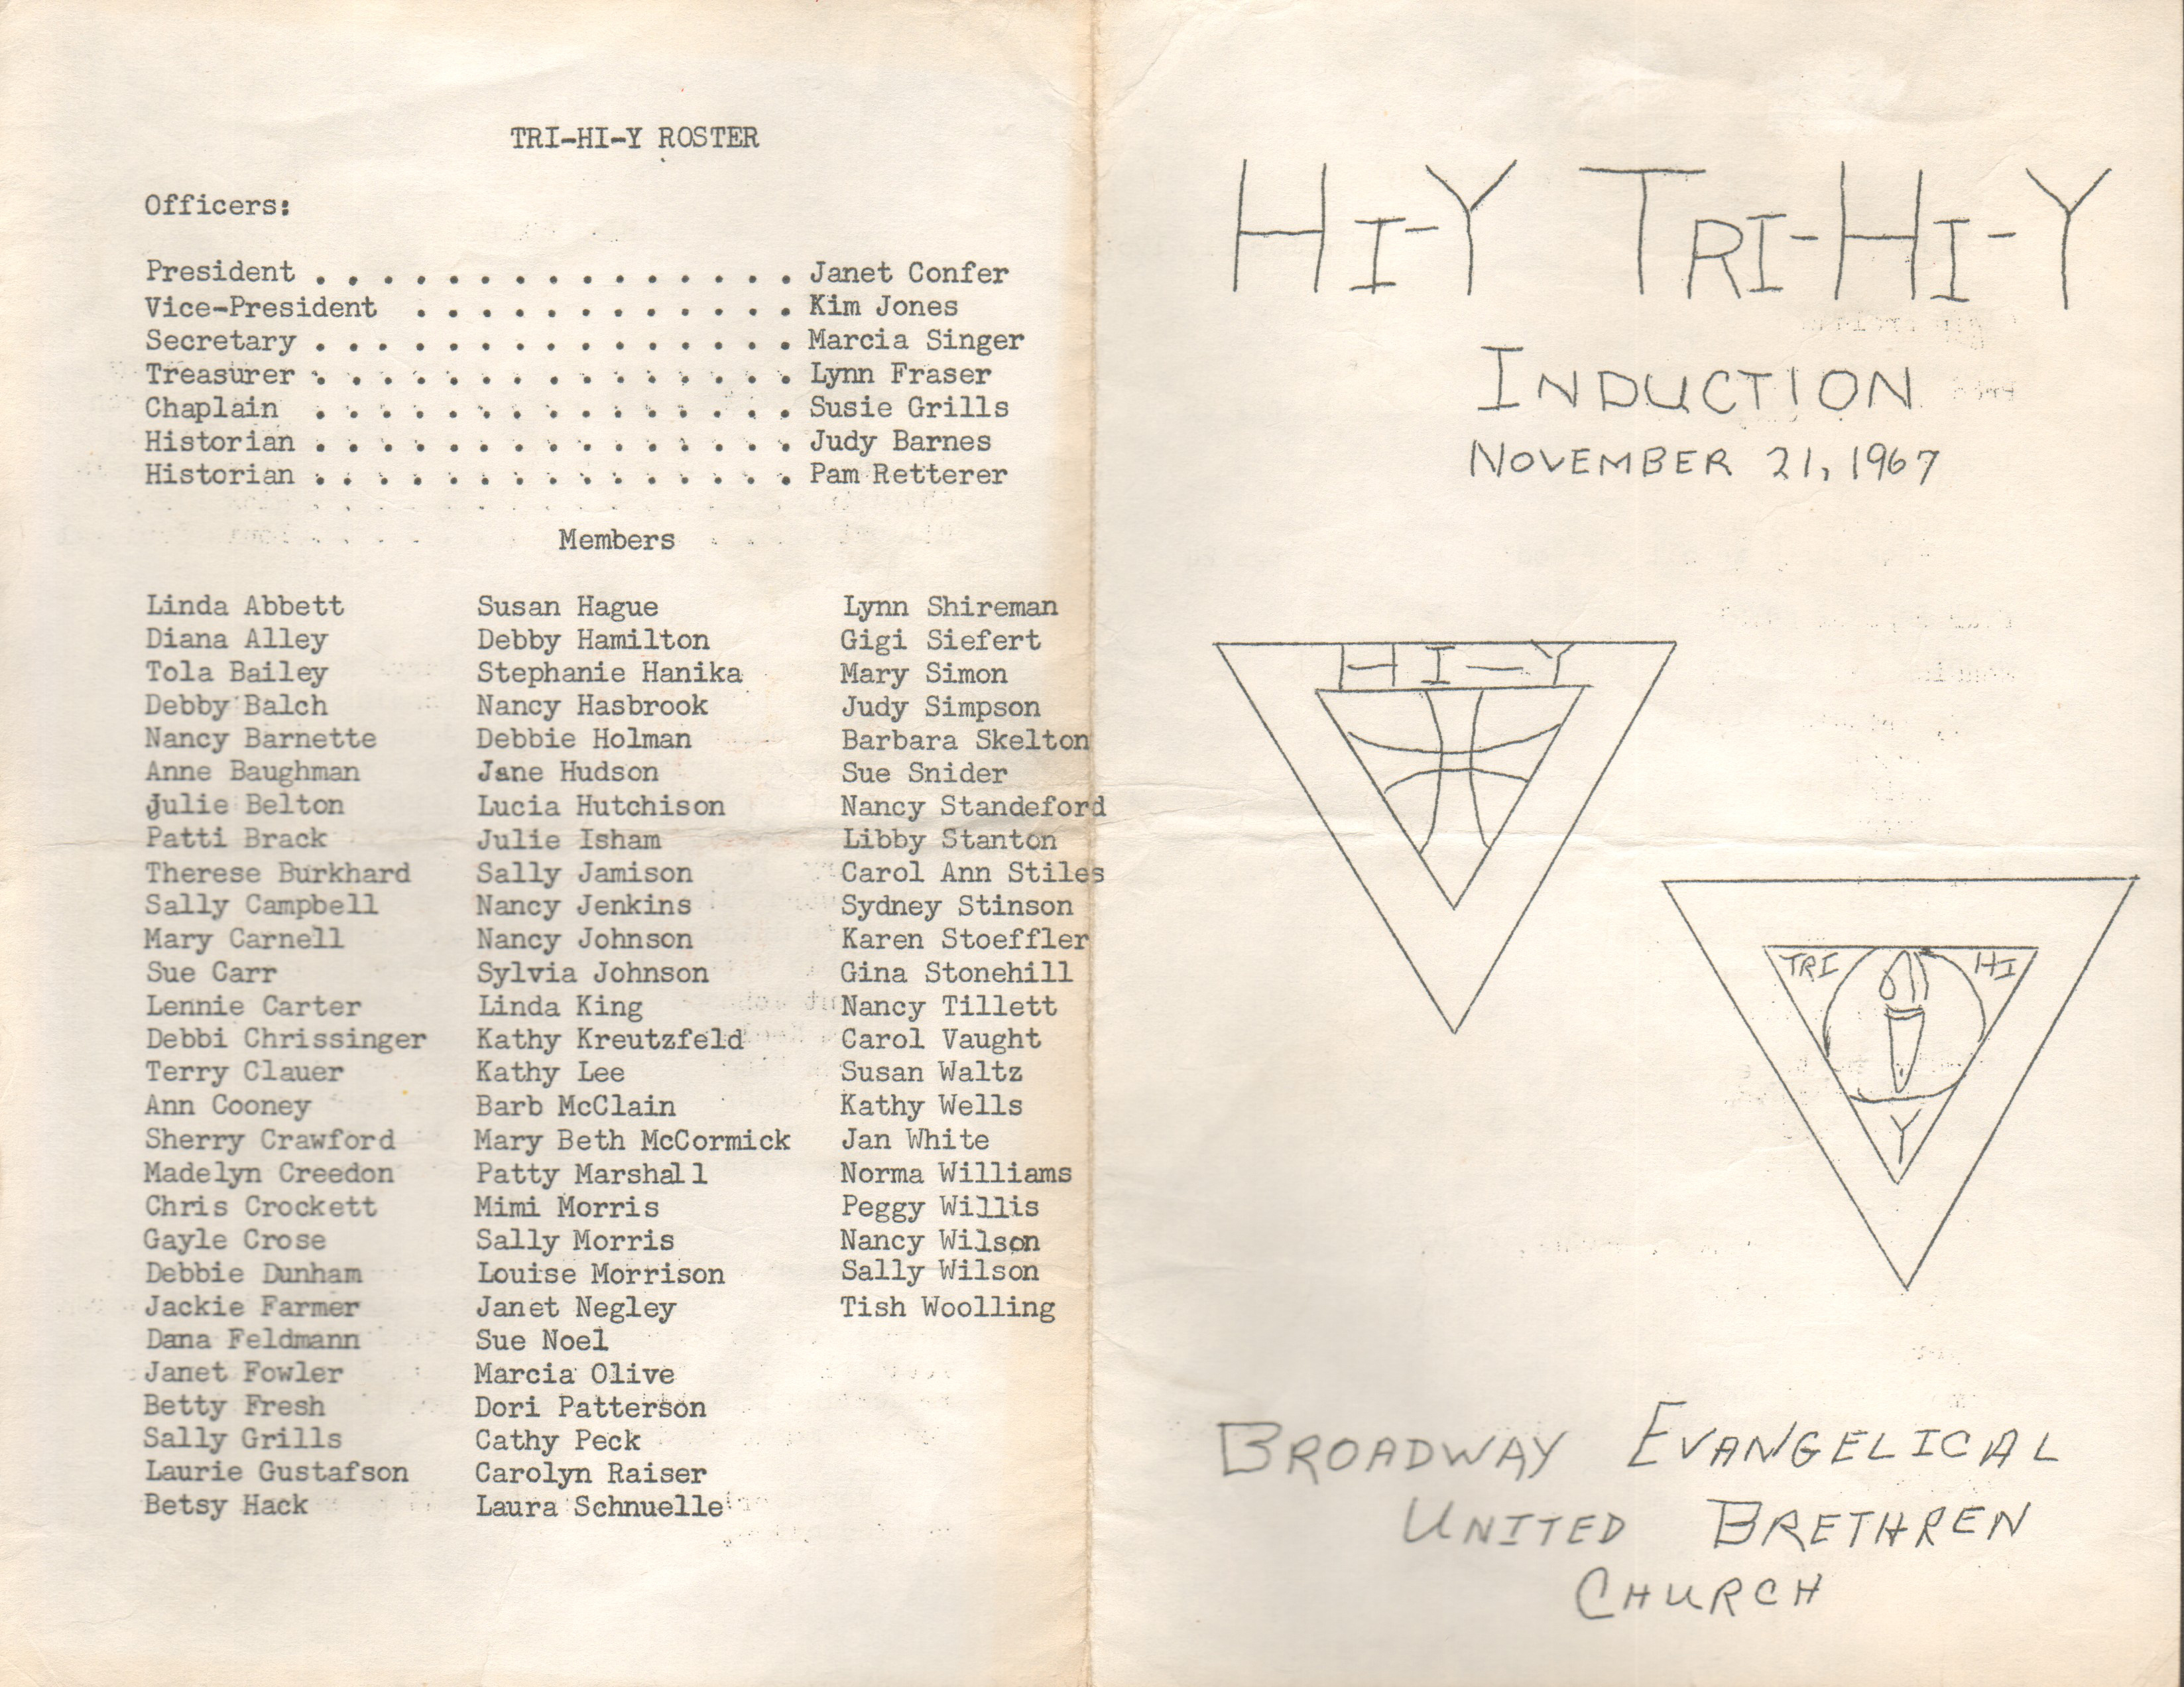 TRI-HI-Y ROSTER
Officers:
President . . . . . . . . . . . . . . . Janet Confer
Vice-President . . . . . . . . . . . . Kim Jones
Secretary . . . . . . . . . . . . . . . Marcia Singer
Treasurer . . . . . . . . . . . . . . . Lynn Fraser
Chaplain . . . . . . . . . . . . . . . Susie Grills
Historian . . . . . . . . . . . . . . . Judy Barnes
Historian . . . . . . . . . . . . . . . Pam Retterer
Members
Linda Abbett
Diana Alley
Tola Bailey
Debby Balch
Nancy Barnette
Anne Baughman
Julie Belton
Patti Brack
Therese Burkhard
Sally Campbell
Mary Carnell
Sue Carr
Lennie Carter
Debbi Chrissinger
Terry Clauer
Ann Cooney
Sherry Crawford
Madelyn Creedon
Chris Crockett
Gayle Crose
Debbie Dunham
Jackie Farmer
Dana Feldmann
Janet Fowler
Betty Fresh
Sally Grills
Laurie Gustafson
Betsy Hack
Susan Hague
Debby Hamilton
Stephanie Hanika
Nancy Hasbrook
Debbie Holman
Jane Hudson
Lucia Hutchison
Julie Isham
Sally Jamison
Nancy Jenkins
Nancy Johnson
Sylvia Johnson
Linda King
Kathy Kreutzfeld
Kathy Lee
Barb McClain
Mary Beth McCormick
Patty Marshall
Mimi Morris
Sally Morris
Louise Morrison
Janet Negley
Sue Noel
Marcia Olive
Dori Patterson
Cathy Peck
Carolyn Raiser
Laura Schnuelle
Lynn Shireman
Gigi Siefert
Mary Simon
Judy Simpson
Barbara Skelton
Sue Snider
Nancy Standeford
Libby Stanton
Carol Ann Stiles
Sydney Stinson
Karen Stoeffler
Gina Stonehill
Nancy Tillett
Carol Vaught
Susan Waltz
Kathy Wells
Jan White
Norma Williams
Peggy Willis
Nancy Wilson
Sally Wilson
Tish Woolling
HI-Y TRI-HI-Y
INDUCTION
NOVEMBER 21, 1967
HI-Y
TRI HI
Y
BROADWAY EVANGELICAL
UNITED BRETHREN
CHURCH